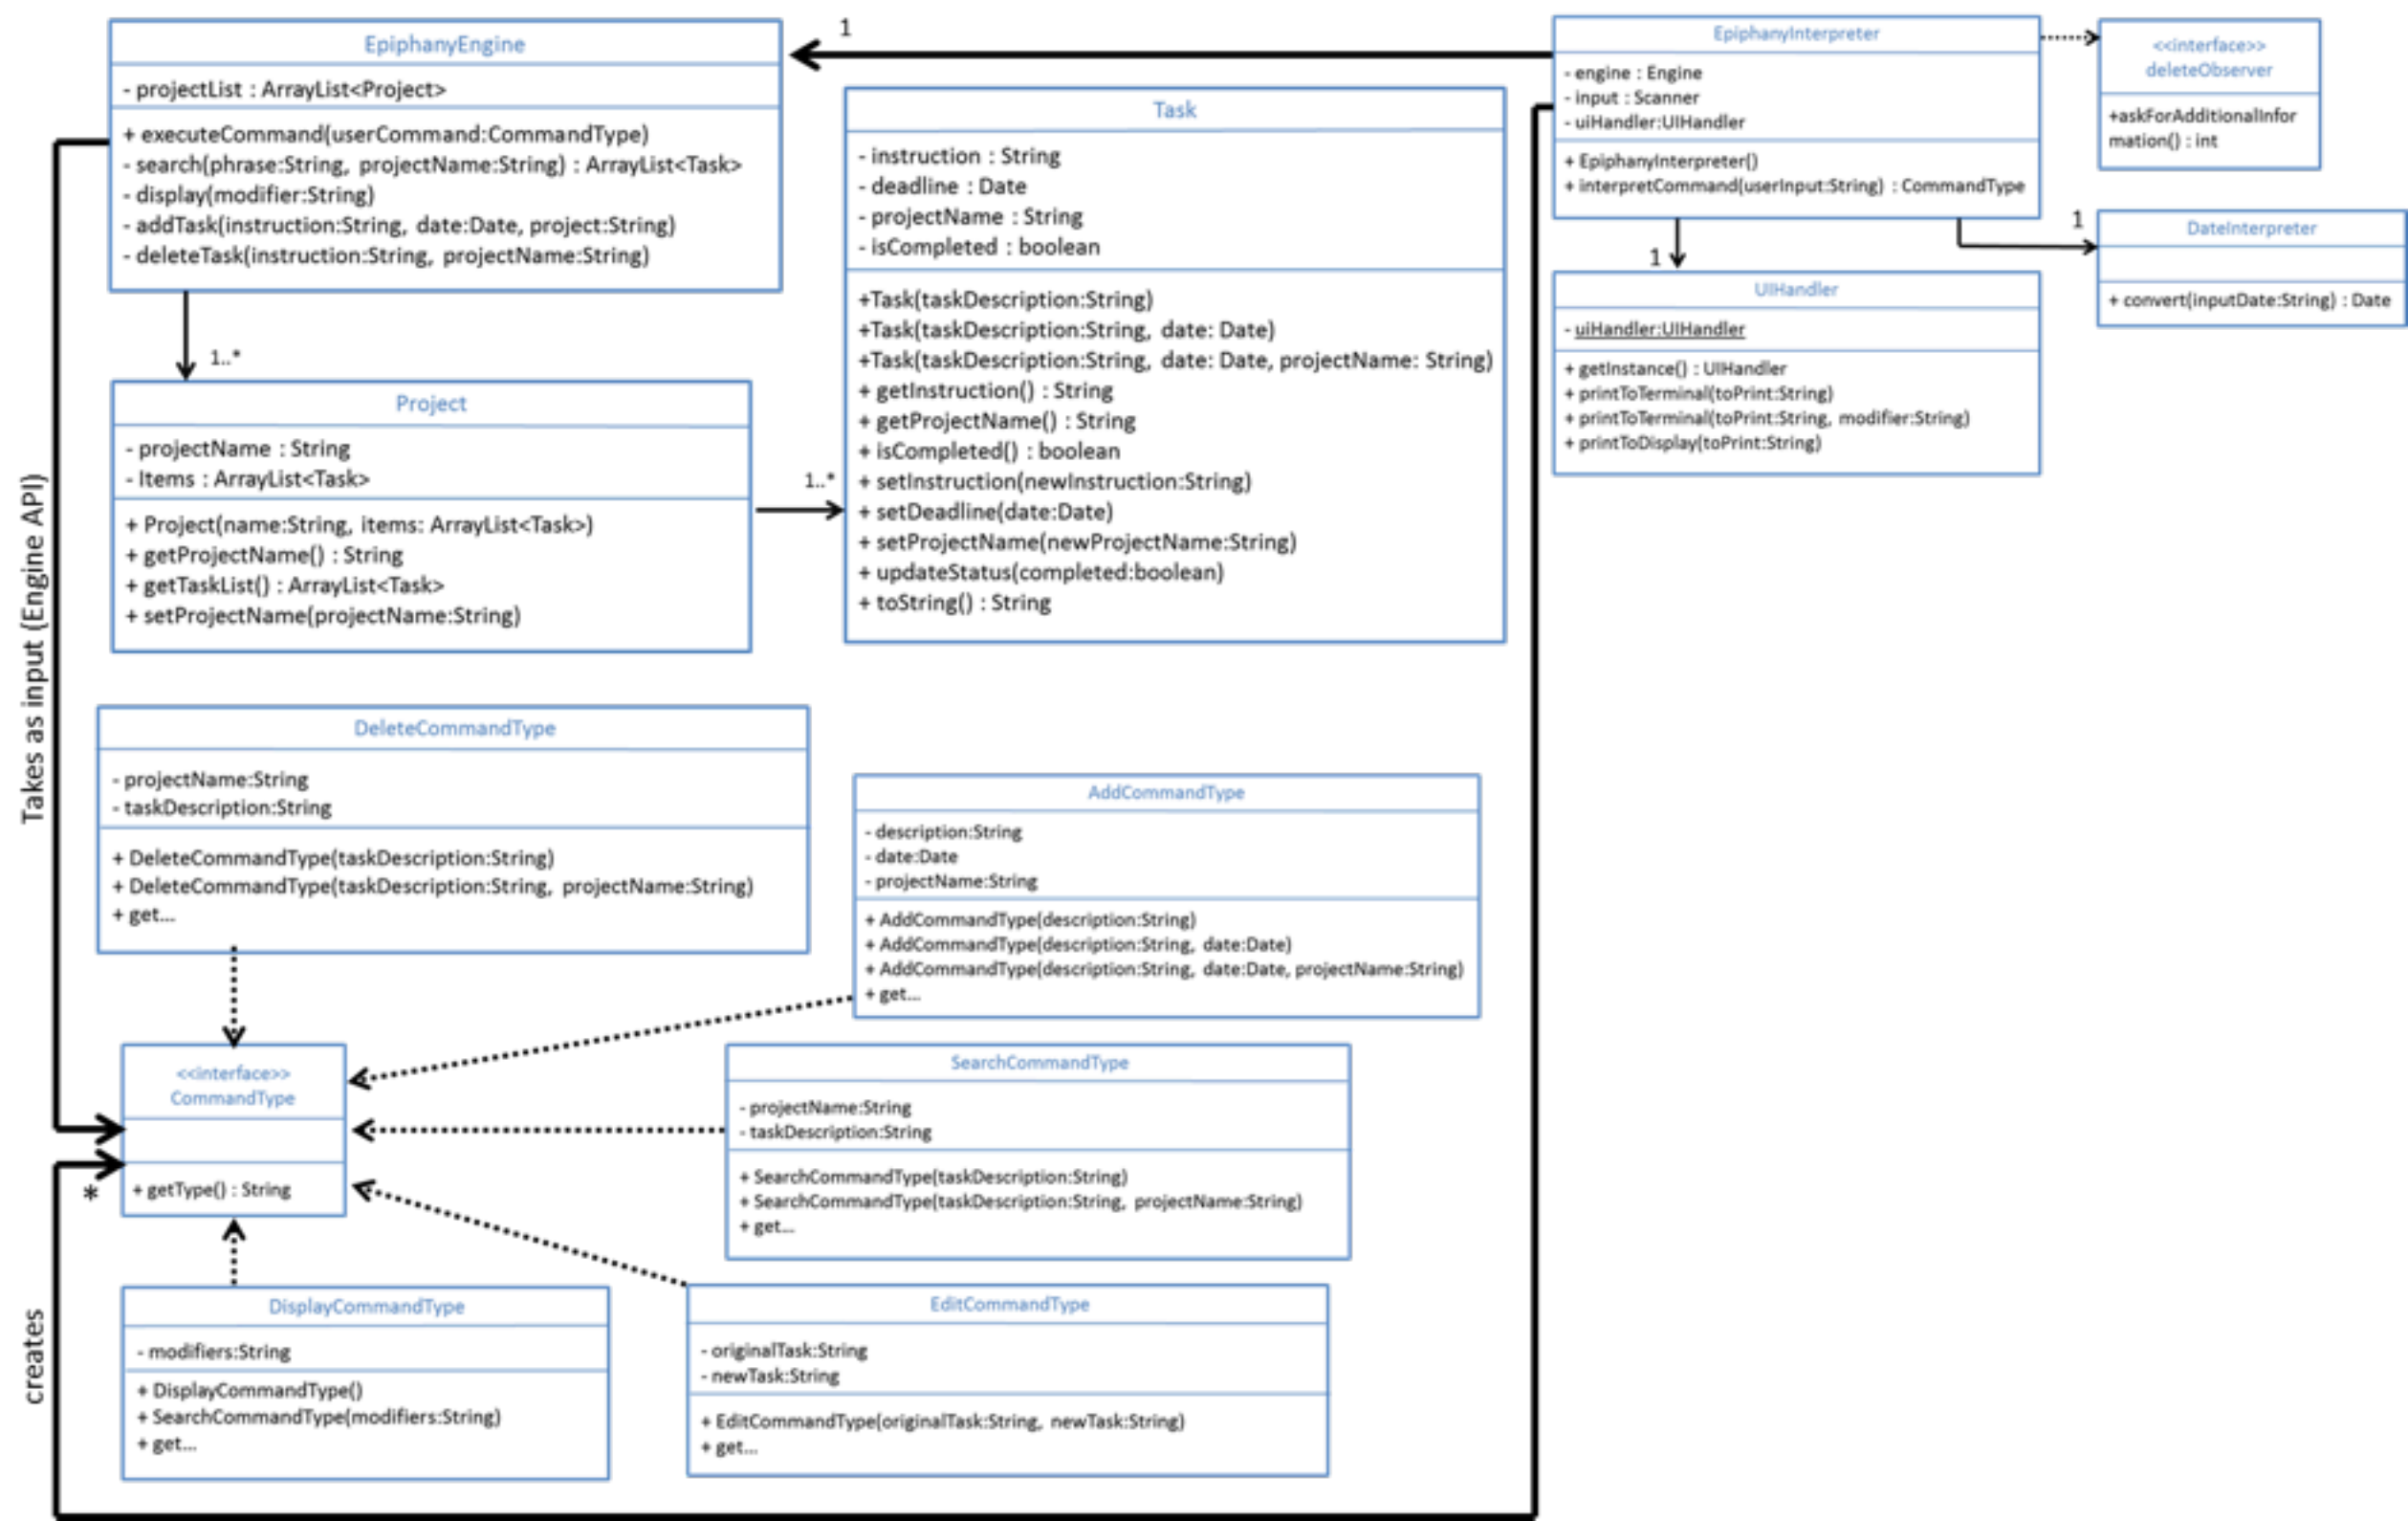 EpiphanyEngine
- projectList : ArrayList<Project>
+ executeCommand(userCommand:CommandType)
- search(phrase:String, projectName:String) : ArrayList<Task>
- display(modifier:String)
- addTask(instruction:String, date:Date, project:String)
- deleteTask(instruction:String, projectName:String)
1
1..*
Project
- projectName : String
- Items : ArrayList<Task>
+ Project(name:String, items: ArrayList<Task>)
+ getProjectName() : String
+ getTaskList() : ArrayList<Task>
+ setProjectName(projectName:String)
1..*
Task
- instruction : String
- deadline : Date
- projectName : String
- isCompleted : boolean
+Task(taskDescription:String)
+Task(taskDescription:String, date: Date)
+Task(taskDescription:String, date: Date, projectName: String)
+ getInstruction() : String
+ getProjectName() : String
+ isCompleted() : boolean
+ setInstruction(newInstruction:String)
+ setDeadline(date:Date)
+ setProjectName(newProjectName:String)
+ updateStatus(completed:boolean)
+ toString() : String
EpiphanyInterpreter
- engine : Engine
- input : Scanner
- uiHandler:UIHandler
+ EpiphanyInterpreter()
+ interpretCommand(userInput:String) : CommandType
<<interface>>
deleteObserver
+askForAdditionalInfor
mation() : int
1
DateInterpreter
+ convert(inputDate:String) : Date
1
UIHandler
- uiHandler:UIHandler
+ getInstance() : UIHandler
+ printToTerminal(toPrint:String)
+ printToTerminal(toPrint:String, modifier:String)
+ printToDisplay(toPrint:String)
Takes as input (Engine API)
DeleteCommandType
- projectName:String
- taskDescription:String
+ DeleteCommandType(taskDescription:String)
+ DeleteCommandType(taskDescription:String, projectName:String)
+ get...
AddCommandType
- description:String
- date:Date
- projectName:String
+ AddCommandType(description:String)
+ AddCommandType(description:String, date:Date)
+ AddCommandType(description:String, date:Date, projectName:String)
+ get...
<<interface>>
CommandType
+ getType() : String
*
SearchCommandType
- projectName:String
- taskDescription:String
+ SearchCommandType(taskDescription:String)
+ SearchCommandType(taskDescription:String, projectName:String)
+ get...
creates
DisplayCommandType
- modifiers:String
+ DisplayCommandType()
+ SearchCommandType(modifiers:String)
+ get...
EditCommandType
- originalTask:String
- newTask:String
+ EditCommandType(originalTask:String, newTask:String)
+ get...